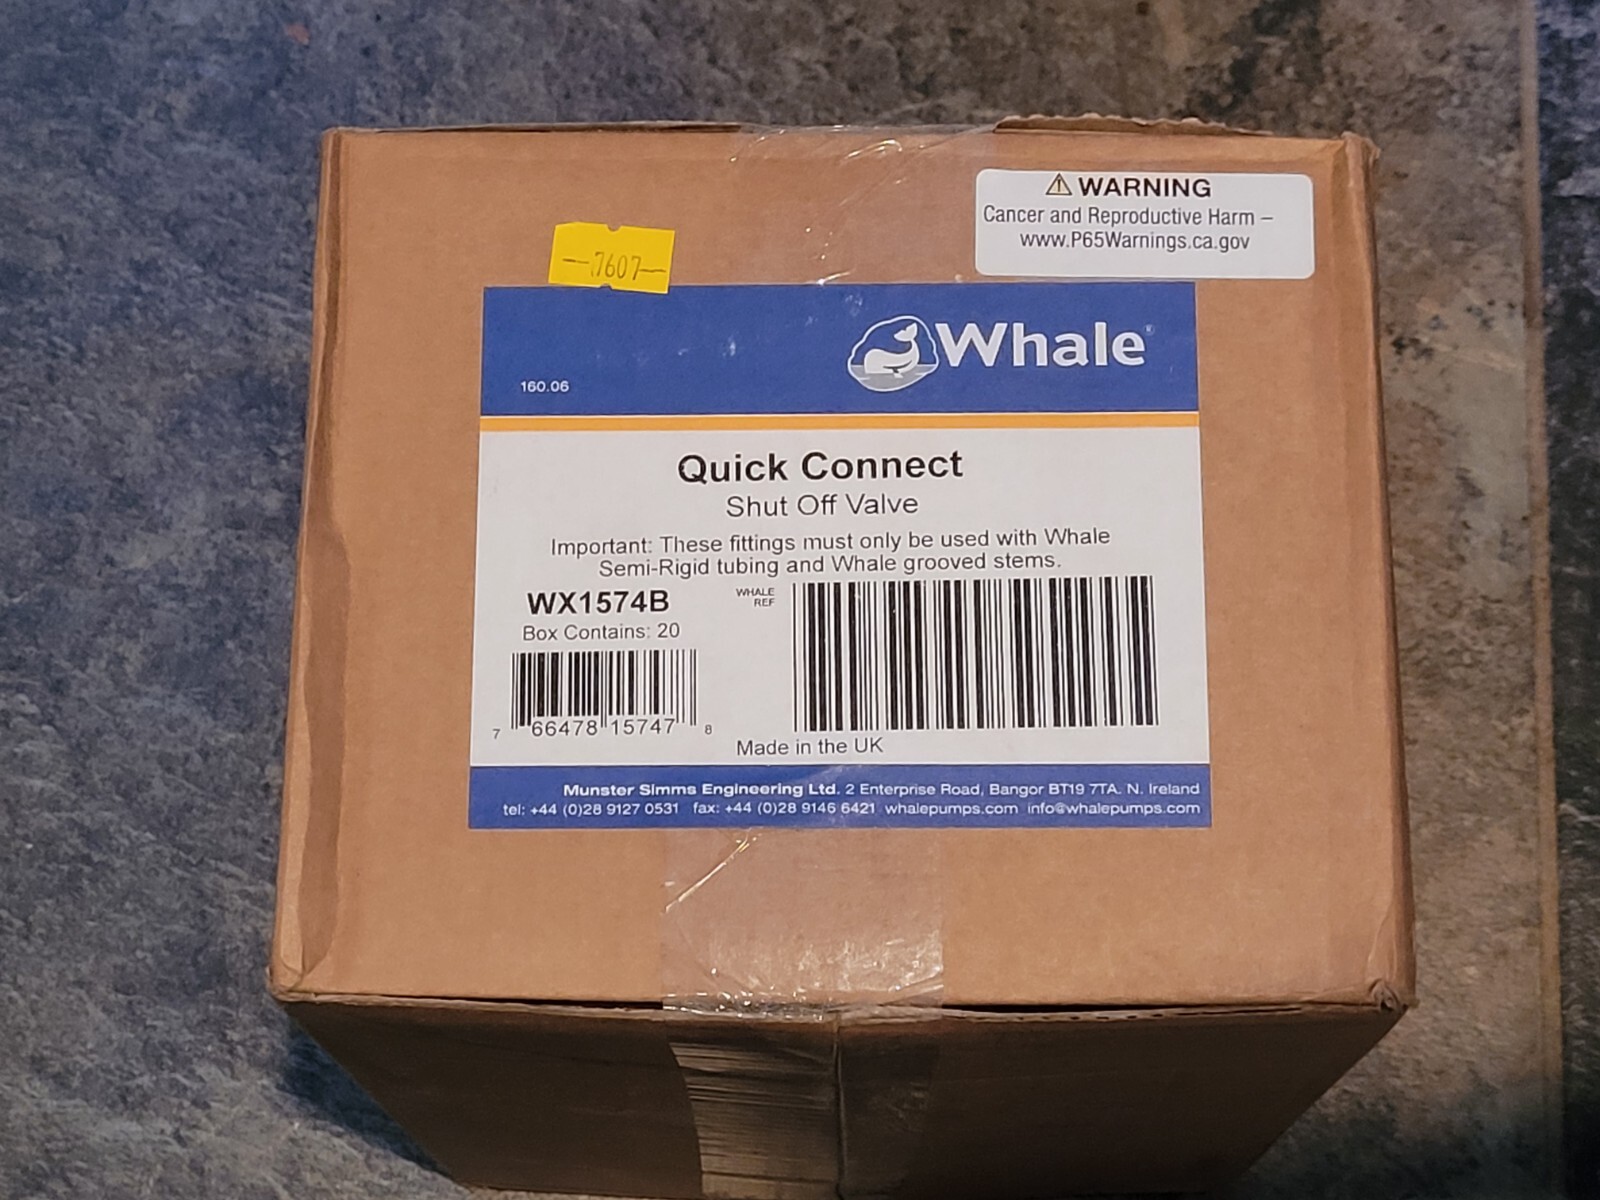 WARNING
Cancer and Reproductive Harm –
www.P65Warnings.ca.gov
7607
Whale®
160.06
Quick Connect
Shut Off Valve
Important: These fittings must only be used with Whale
Semi-Rigid tubing and Whale grooved stems.
WX1574B
WHALE
REF
Box Contains: 20
7 66478 15747 8
Made in the UK
Munster Simms Engineering Ltd. 2 Enterprise Road, Bangor BT19 7TA. N. Ireland
tel: +44 (0)28 9127 0531 fax: +44 (0)28 9146 6421 whalepumps.com info@whalepumps.com